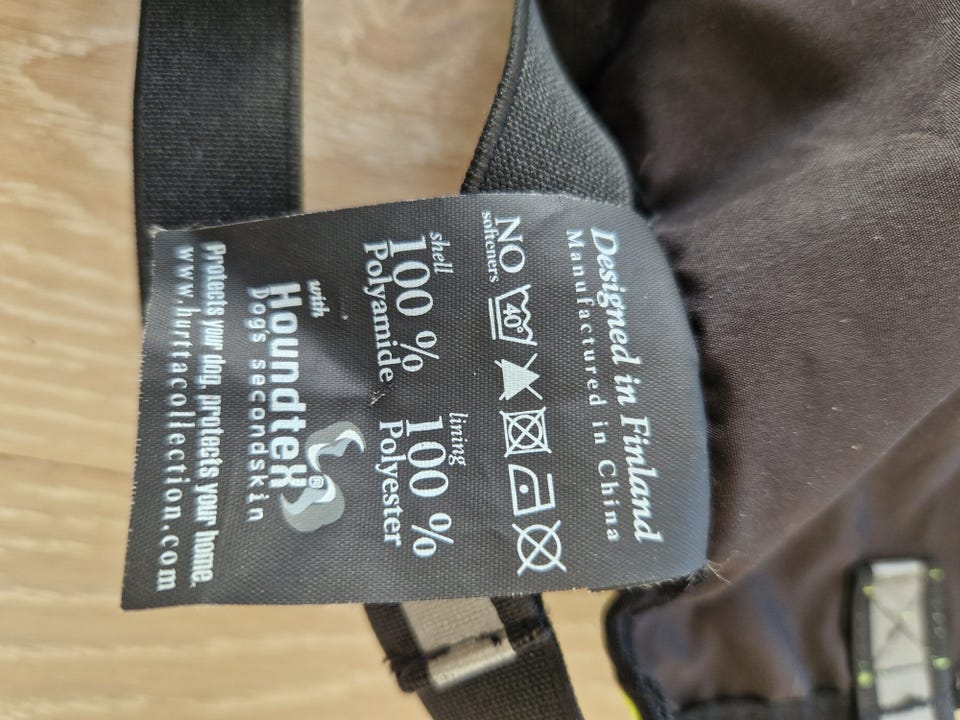 Designed in Finland
Manufactured in China
NO
softeners
40°
shell
100 %
Polyamide
lining
100 %
Polyester
with
Houndtex®
Dogs secondskin
Protects your dog, protects your home.
www.hurttacollection.com